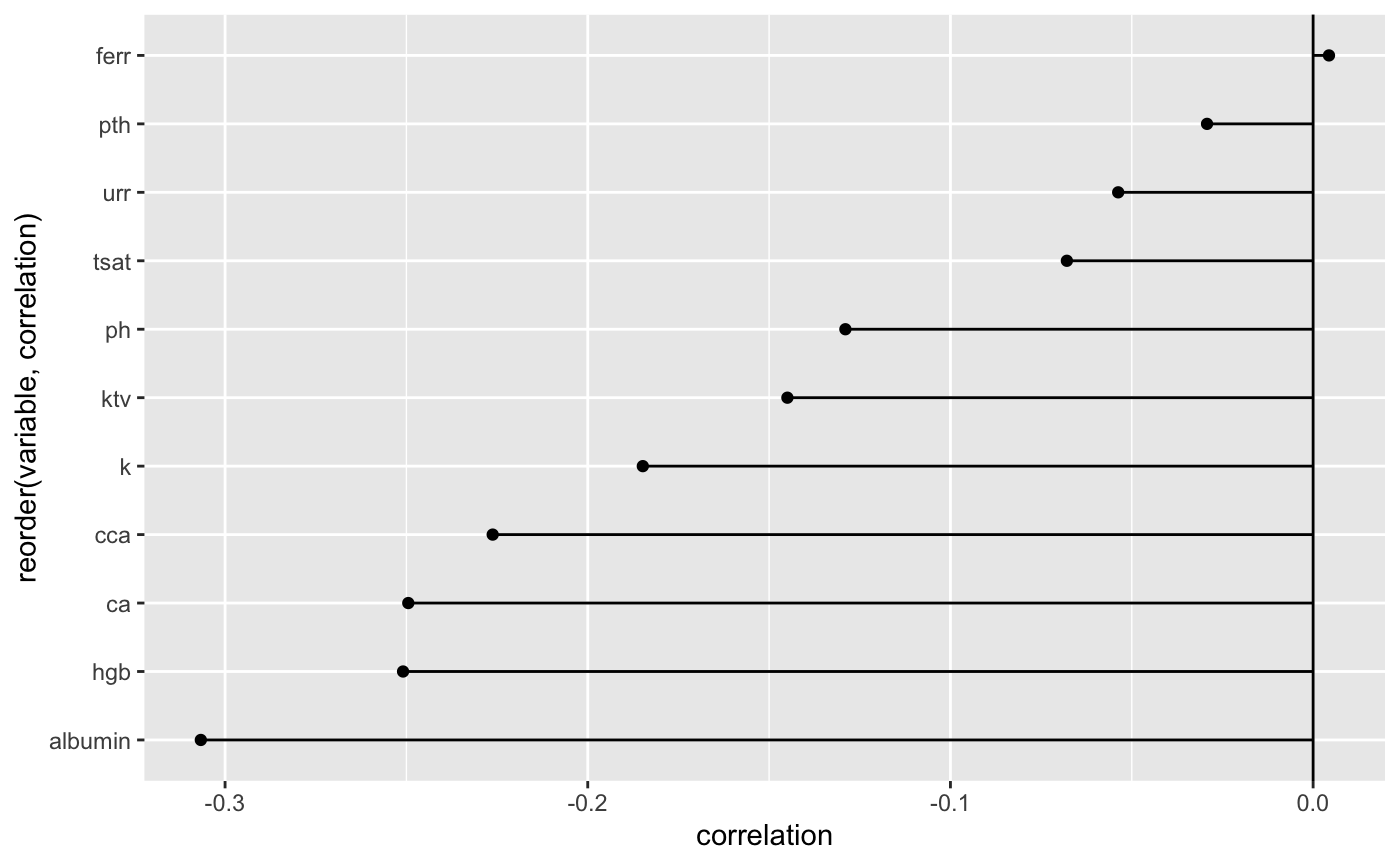 reorder(variable, correlation)
ferr
pth
urr
tsat
ph
ktv
k
cca
ca
hgb
albumin
-0.3 -0.2 -0.1 0.0
correlation